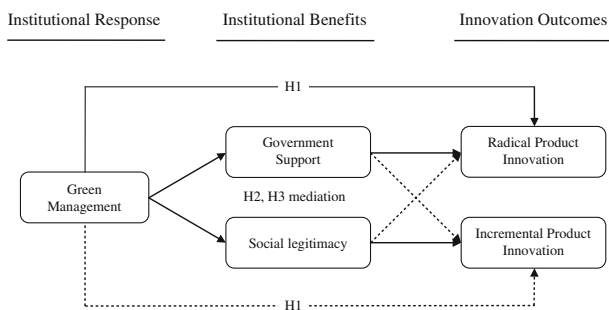 Institutional Response
Institutional Benefits
Innovation Outcomes
H1
Government
Support
Radical Product
Innovation
Green
Management
H2, H3 mediation
Social legitimacy
Incremental Product
Innovation
H1